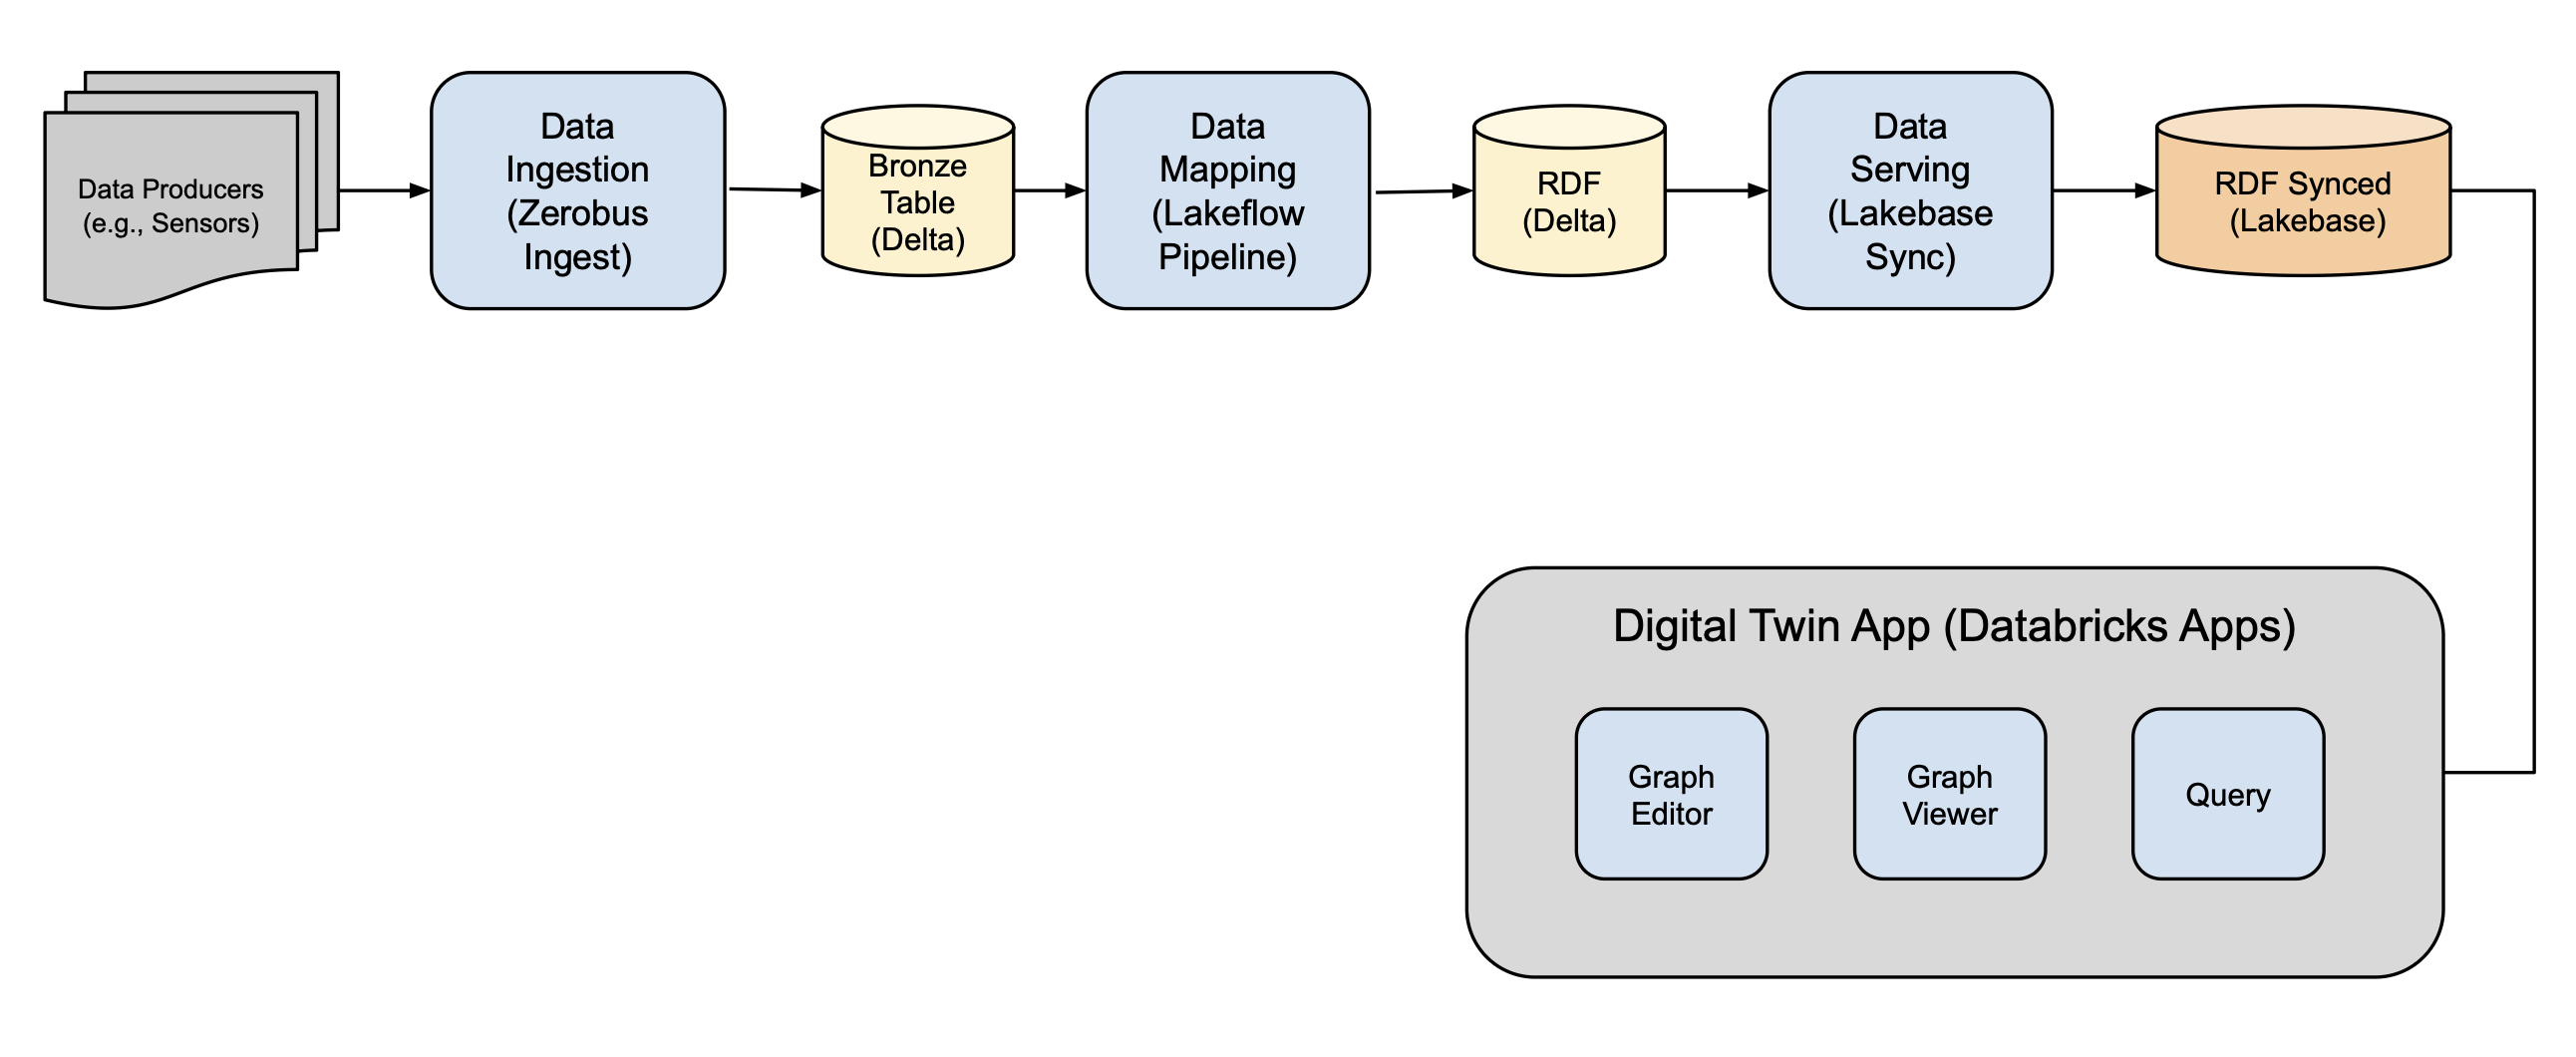 Data Producers
(e.g., Sensors)
Data
Ingestion
(Zerobus
Ingest)
Bronze
Table
(Delta)
Data
Mapping
(Lakeflow
Pipeline)
RDF
(Delta)
Data
Serving
(Lakebase
Sync)
RDF Synced
(Lakebase)
Digital Twin App (Databricks Apps)
Graph
Editor
Graph
Viewer
Query